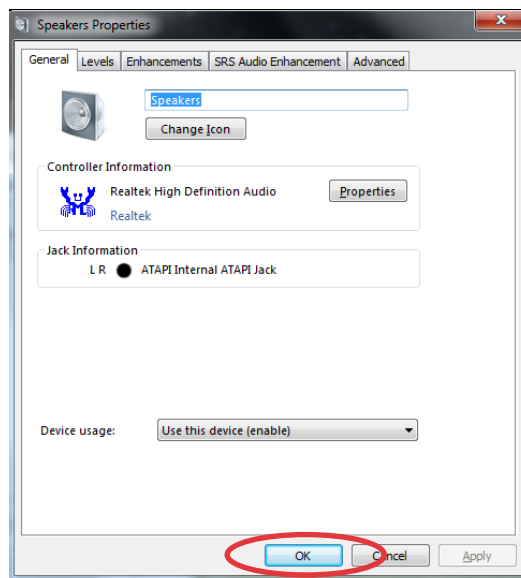 Speakers Properties
General Levels Enhancements SRS Audio Enhancement Advanced
Speakers
Change Icon
Controller Information
Realtek High Definition Audio Properties
Realtek
Jack Information
L R ATAPI Internal ATAPI Jack
Device usage: Use this device (enable)
OK Cancel Apply